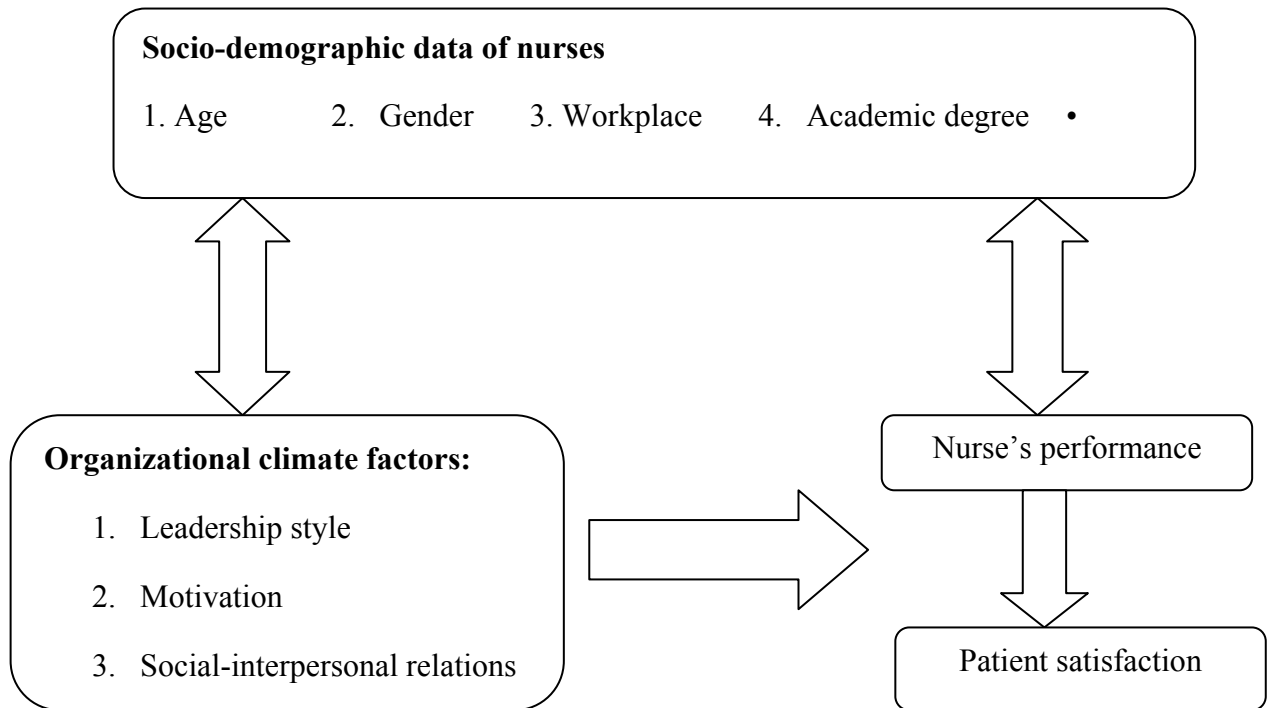 Socio-demographic data of nurses
1. Age 2. Gender 3. Workplace 4. Academic degree •
Organizational climate factors:
1. Leadership style
2. Motivation
3. Social-interpersonal relations
Nurse’s performance
Patient satisfaction